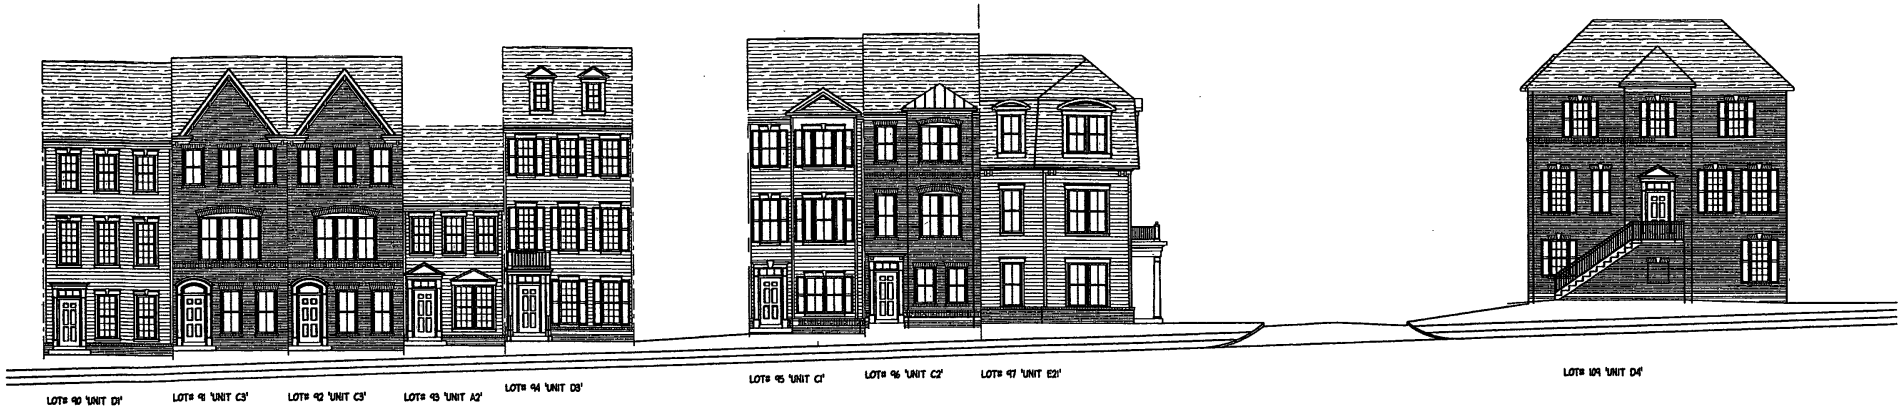 LOT# 90 'UNIT D1'
LOT# 91 'UNIT C3'
LOT# 92 'UNIT C3'
LOT# 93 'UNIT A2'
LOT# 94 'UNIT D3'
LOT# 95 'UNIT C1'
LOT# 96 'UNIT C2'
LOT# 97 'UNIT E21'
LOT# 109 'UNIT D4'